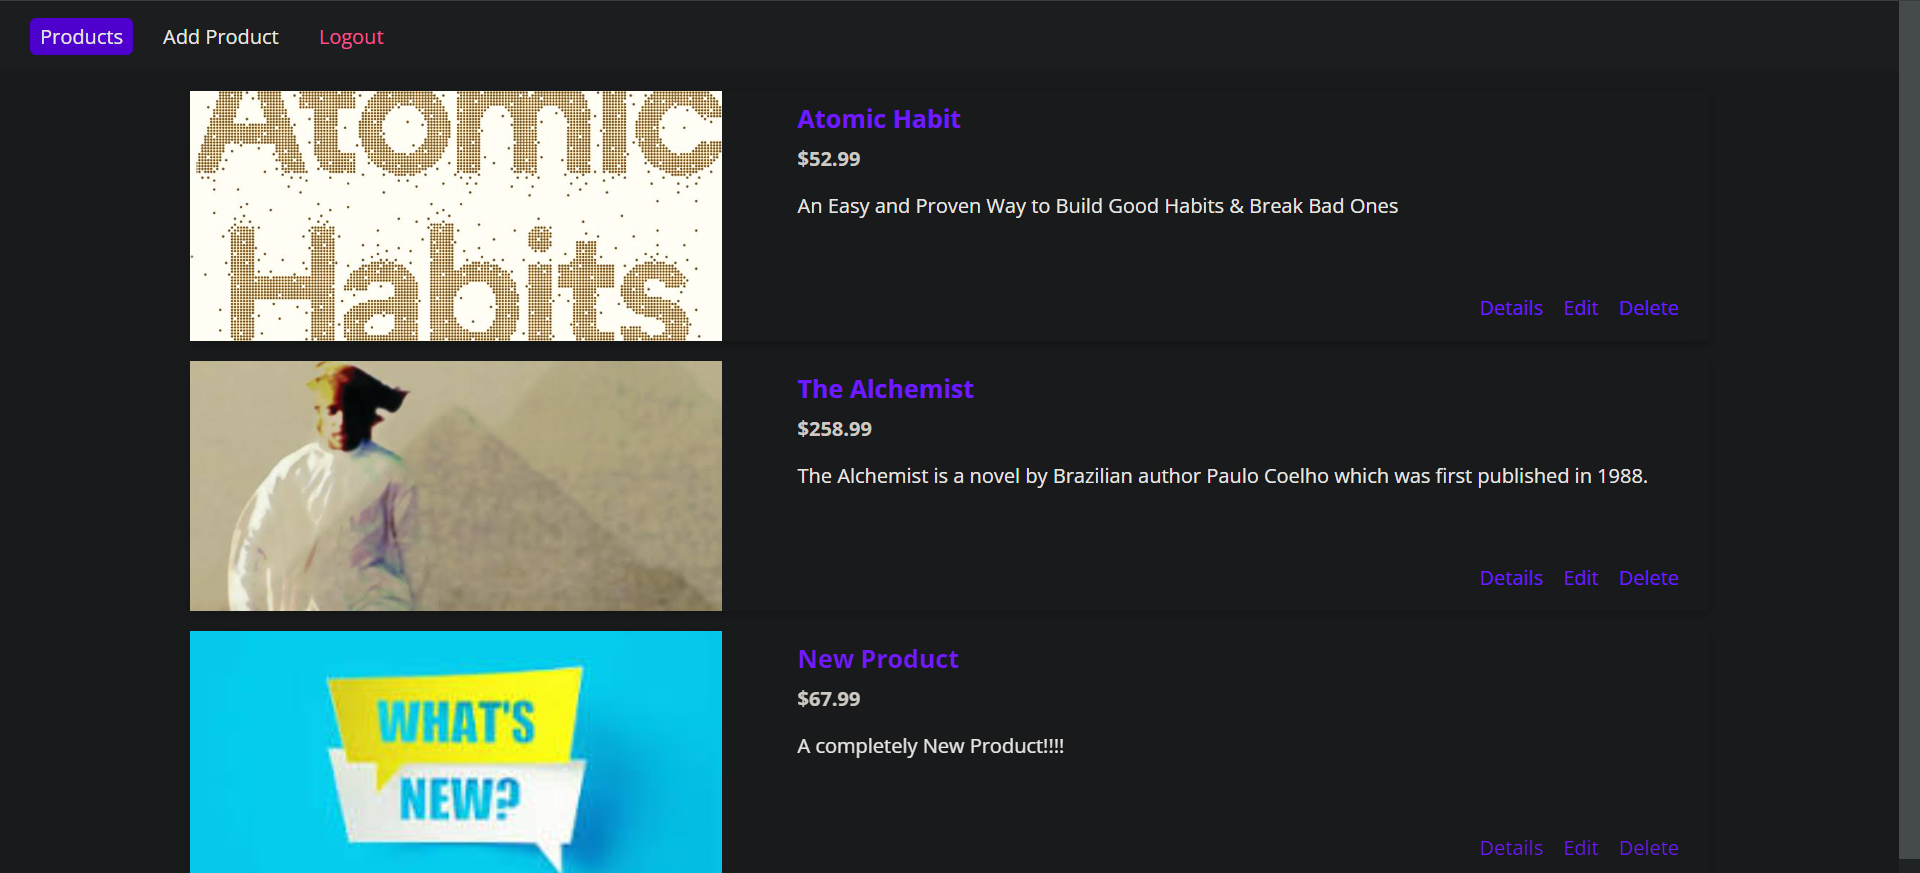 Products Add Product Logout
Atomic
Habits
Atomic Habit
$52.99
An Easy and Proven Way to Build Good Habits & Break Bad Ones
Details Edit Delete
The Alchemist
$258.99
The Alchemist is a novel by Brazilian author Paulo Coelho which was first published in 1988.
Details Edit Delete
WHAT'S
NEW?
New Product
$67.99
A completely New Product!!!!
Details Edit Delete